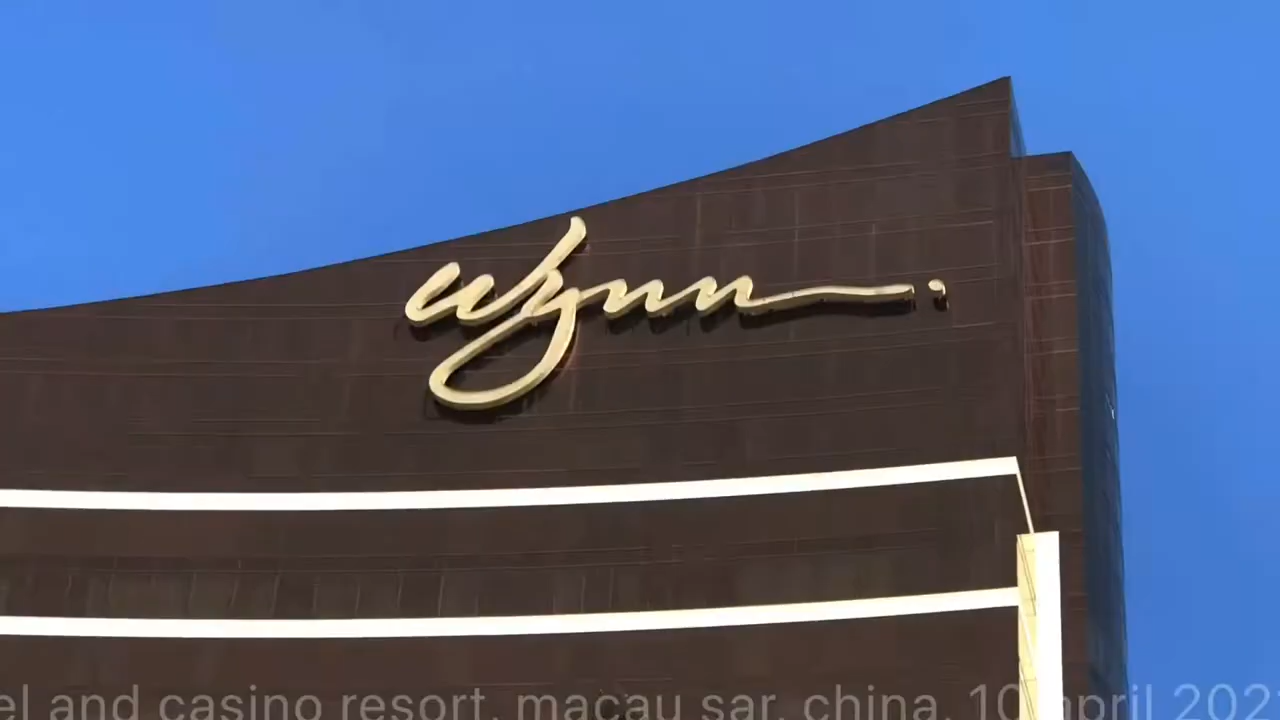 Wynn.
and casino resort, macau sar, china, 10 april